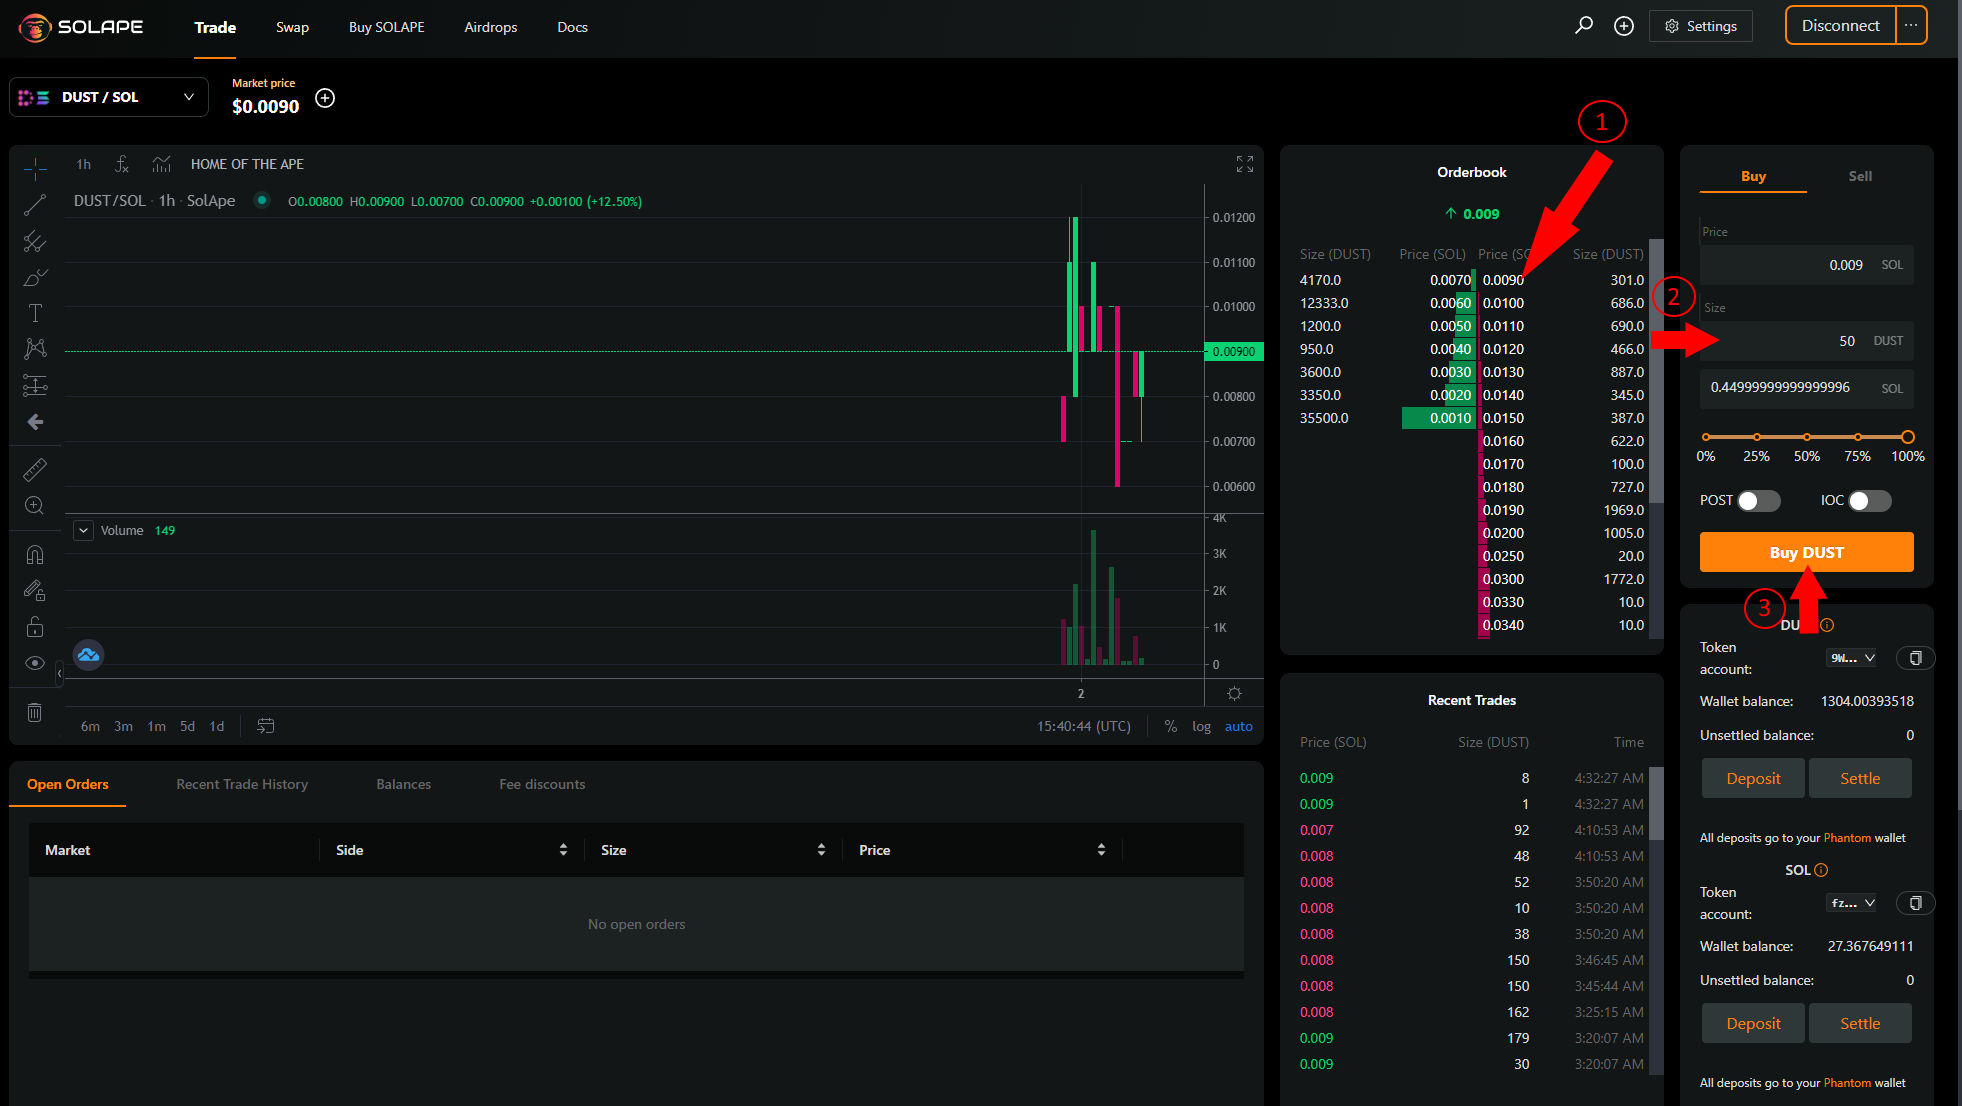 SOLAPE
Trade Swap Buy SOLAPE Airdrops Docs
Settings Disconnect ...
DUST / SOL
Market price
$0.0090
1h HOME OF THE APE
DUST/SOL · 1h · SolApe O0.00800 H0.00900 L0.00700 C0.00900 +0.00100 (+12.50%)
0.01200
0.01100
0.01000
0.00900
0.00800
0.00700
0.00600
Volume 149
4K
3K
2K
1K
0
2
6m 3m 1m 5d 1d
15:40:44 (UTC) % log auto
Open Orders Recent Trade History Balances Fee discounts
Market Side Size Price
No open orders
1
Orderbook
0.009
Size (DUST) Price (SOL) Price (SO Size (DUST)
4170.0 0.0070 0.0090 301.0
12333.0 0.0060 0.0100 686.0
1200.0 0.0050 0.0110 690.0
950.0 0.0040 0.0120 466.0
3600.0 0.0030 0.0130 887.0
3350.0 0.0020 0.0140 345.0
35500.0 0.0010 0.0150 387.0
0.0160 622.0
0.0170 100.0
0.0180 727.0
0.0190 1969.0
0.0200 1005.0
0.0250 20.0
0.0300 1772.0
0.0330 10.0
0.0340 10.0
Recent Trades
Price (SOL) Size (DUST) Time
0.009 8 4:32:27 AM
0.009 1 4:32:27 AM
0.007 92 4:10:53 AM
0.008 48 4:10:53 AM
0.008 52 3:50:20 AM
0.008 10 3:50:20 AM
0.008 38 3:50:20 AM
0.008 150 3:46:45 AM
0.008 150 3:45:44 AM
0.008 162 3:25:15 AM
0.009 179 3:20:07 AM
0.009 30 3:20:07 AM
Buy Sell
Price
0.009 SOL
2
Size
50 DUST
0.44999999999999996 SOL
0% 25% 50% 75% 100%
POST IOC
Buy DUST
3
DU
Token account: 9W...
Wallet balance: 1304.00393518
Unsettled balance: 0
Deposit Settle
All deposits go to your Phantom wallet
SOL
Token account: fz...
Wallet balance: 27.367649111
Unsettled balance: 0
Deposit Settle
All deposits go to your Phantom wallet